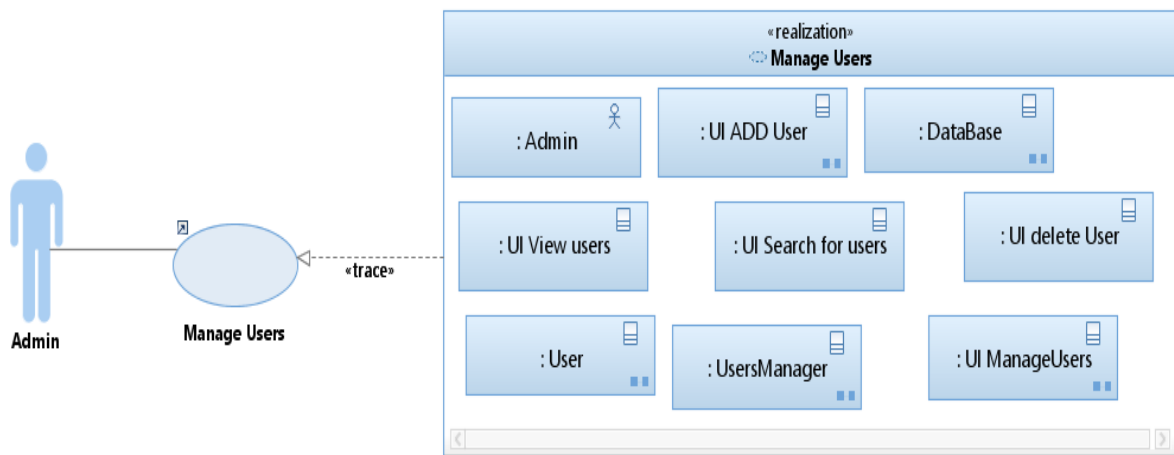 «realization»
Manage Users
: Admin
: UI ADD User
: DataBase
: UI View users
: UI Search for users
: UI delete User
«trace»
Admin
Manage Users
: User
: UsersManager
: UI ManageUsers